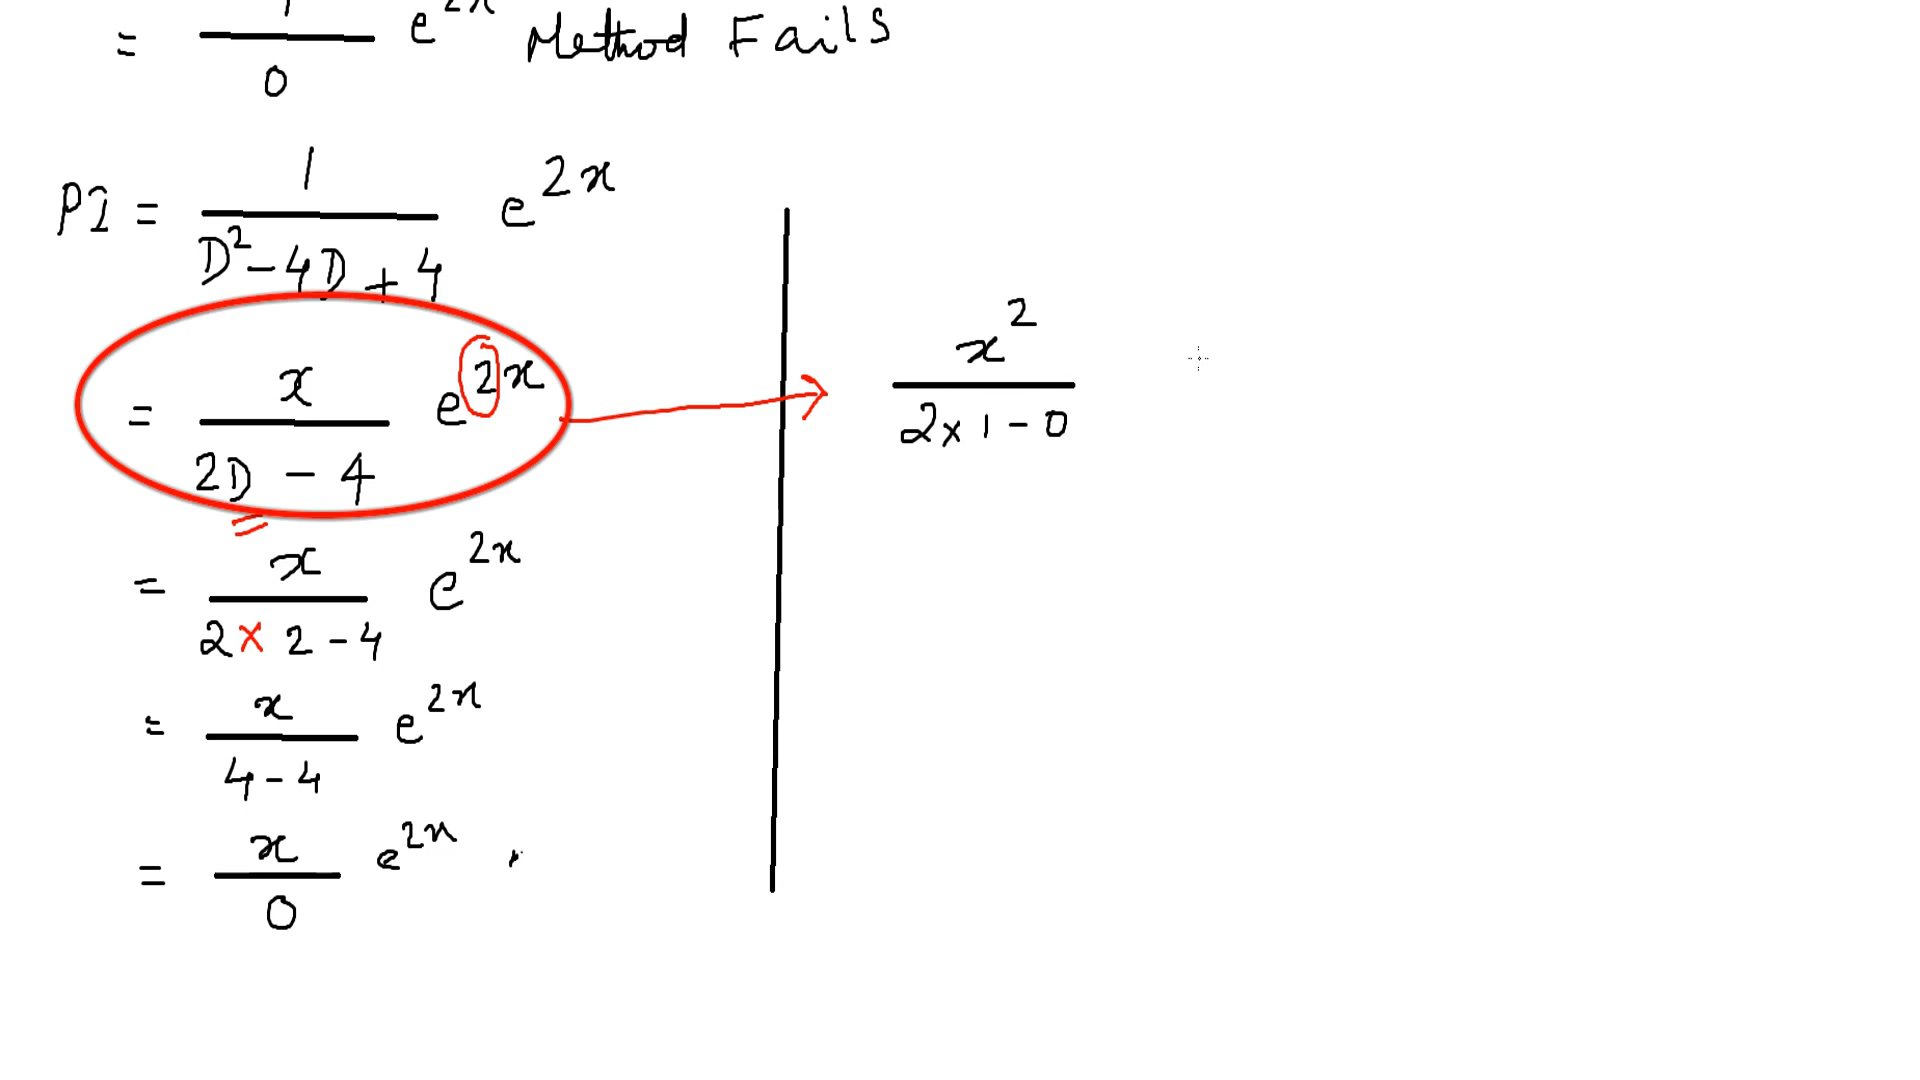 = 1/0 e^2x Method Fails
PI = 1/(D^2 - 4D + 4) e^2x
= x/(2D - 4) e^2x
= x/(2 × 2 - 4) e^2x
= x/(4 - 4) e^2x
= x/0 e^2x
x^2/(2 × 1 - 0)